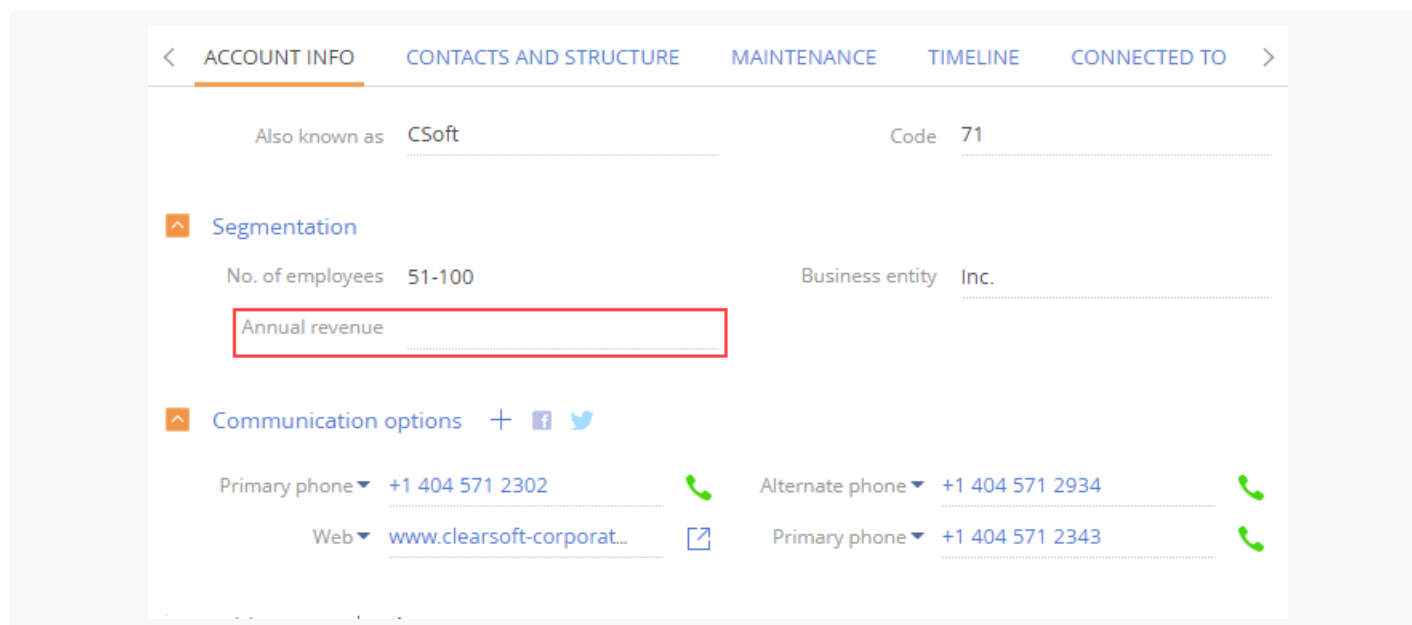 ACCOUNT INFO CONTACTS AND STRUCTURE MAINTENANCE TIMELINE CONNECTED TO
Also known as CSoft Code 71
Segmentation
No. of employees 51-100 Business entity Inc.
Annual revenue
Communication options
Primary phone +1 404 571 2302 Alternate phone +1 404 571 2934
Web www.clearsoft-corporat... Primary phone +1 404 571 2343